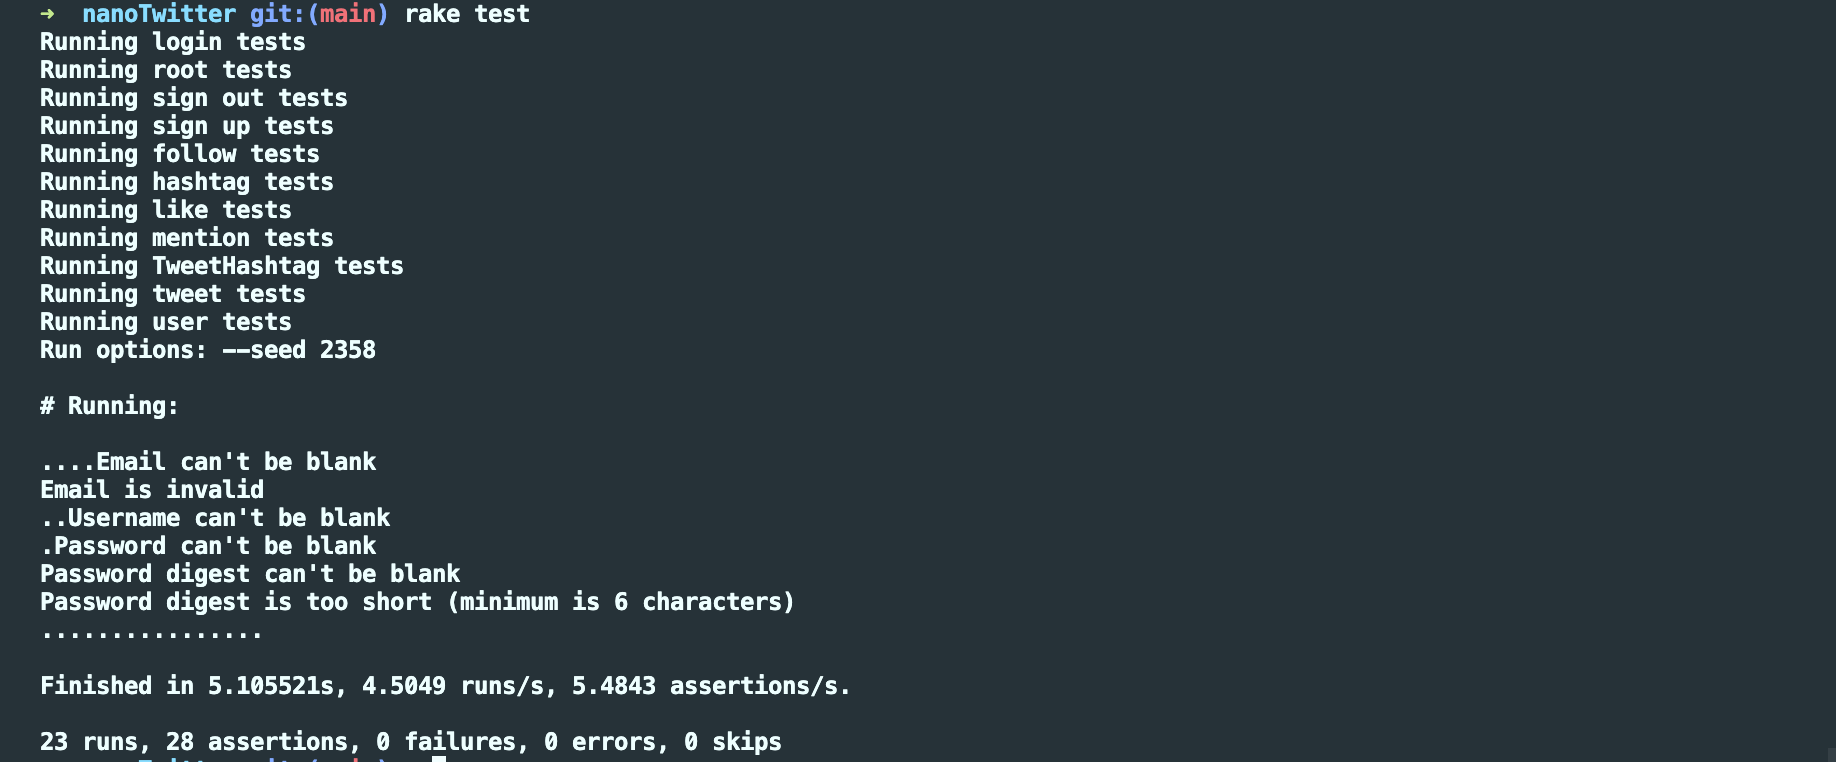 ➜  nanoTwitter git:(main) rake test
Running login tests
Running root tests
Running sign out tests
Running sign up tests
Running follow tests
Running hashtag tests
Running like tests
Running mention tests
Running TweetHashtag tests
Running tweet tests
Running user tests
Run options: --seed 2358

# Running:

....Email can't be blank
Email is invalid
..Username can't be blank
.Password can't be blank
Password digest can't be blank
Password digest is too short (minimum is 6 characters)
................

Finished in 5.105521s, 4.5049 runs/s, 5.4843 assertions/s.

23 runs, 28 assertions, 0 failures, 0 errors, 0 skips